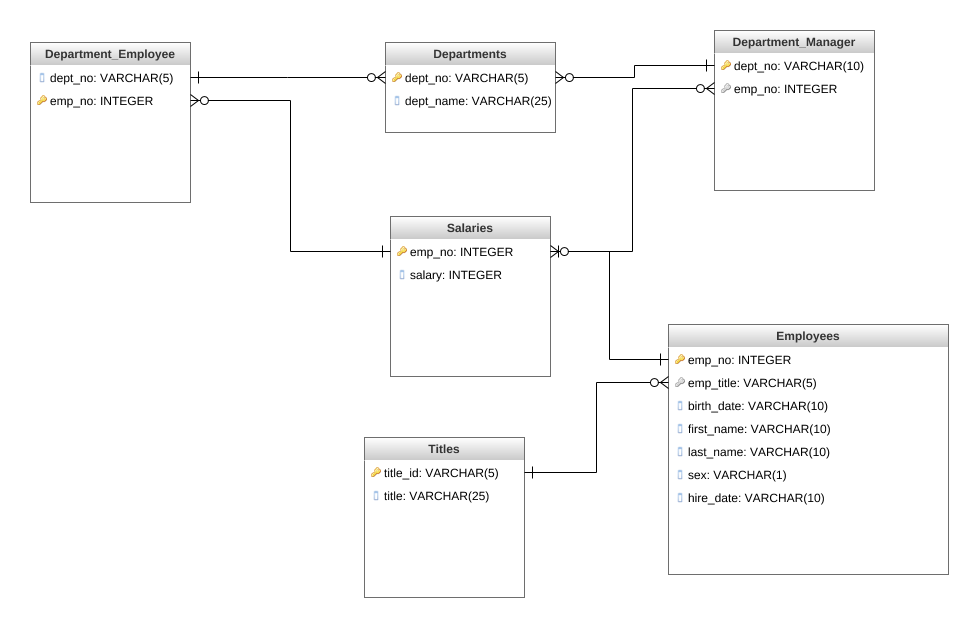 Department_Employee
dept_no: VARCHAR(5)
emp_no: INTEGER
Departments
dept_no: VARCHAR(5)
dept_name: VARCHAR(25)
Department_Manager
dept_no: VARCHAR(10)
emp_no: INTEGER
Salaries
emp_no: INTEGER
salary: INTEGER
Employees
emp_no: INTEGER
emp_title: VARCHAR(5)
birth_date: VARCHAR(10)
first_name: VARCHAR(10)
last_name: VARCHAR(10)
sex: VARCHAR(1)
hire_date: VARCHAR(10)
Titles
title_id: VARCHAR(5)
title: VARCHAR(25)